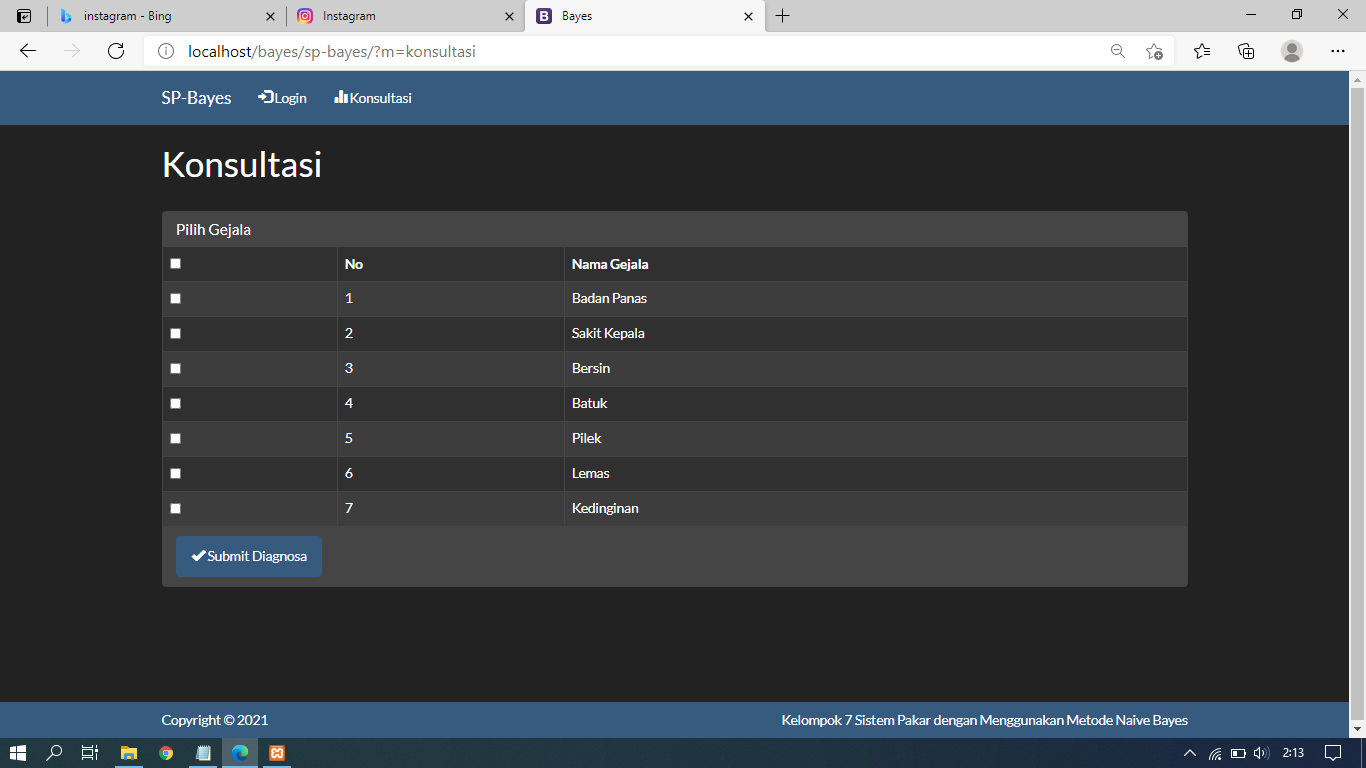 instagram - Bing
Instagram
B Bayes
localhost/bayes/sp-bayes/?m=konsultasi
SP-Bayes Login Konsultasi
Konsultasi
Pilih Gejala
No Nama Gejala
1 Badan Panas
2 Sakit Kepala
3 Bersin
4 Batuk
5 Pilek
6 Lemas
7 Kedinginan
Submit Diagnosa
Copyright © 2021 Kelompok 7 Sistem Pakar dengan Menggunakan Metode Naive Bayes
2:13